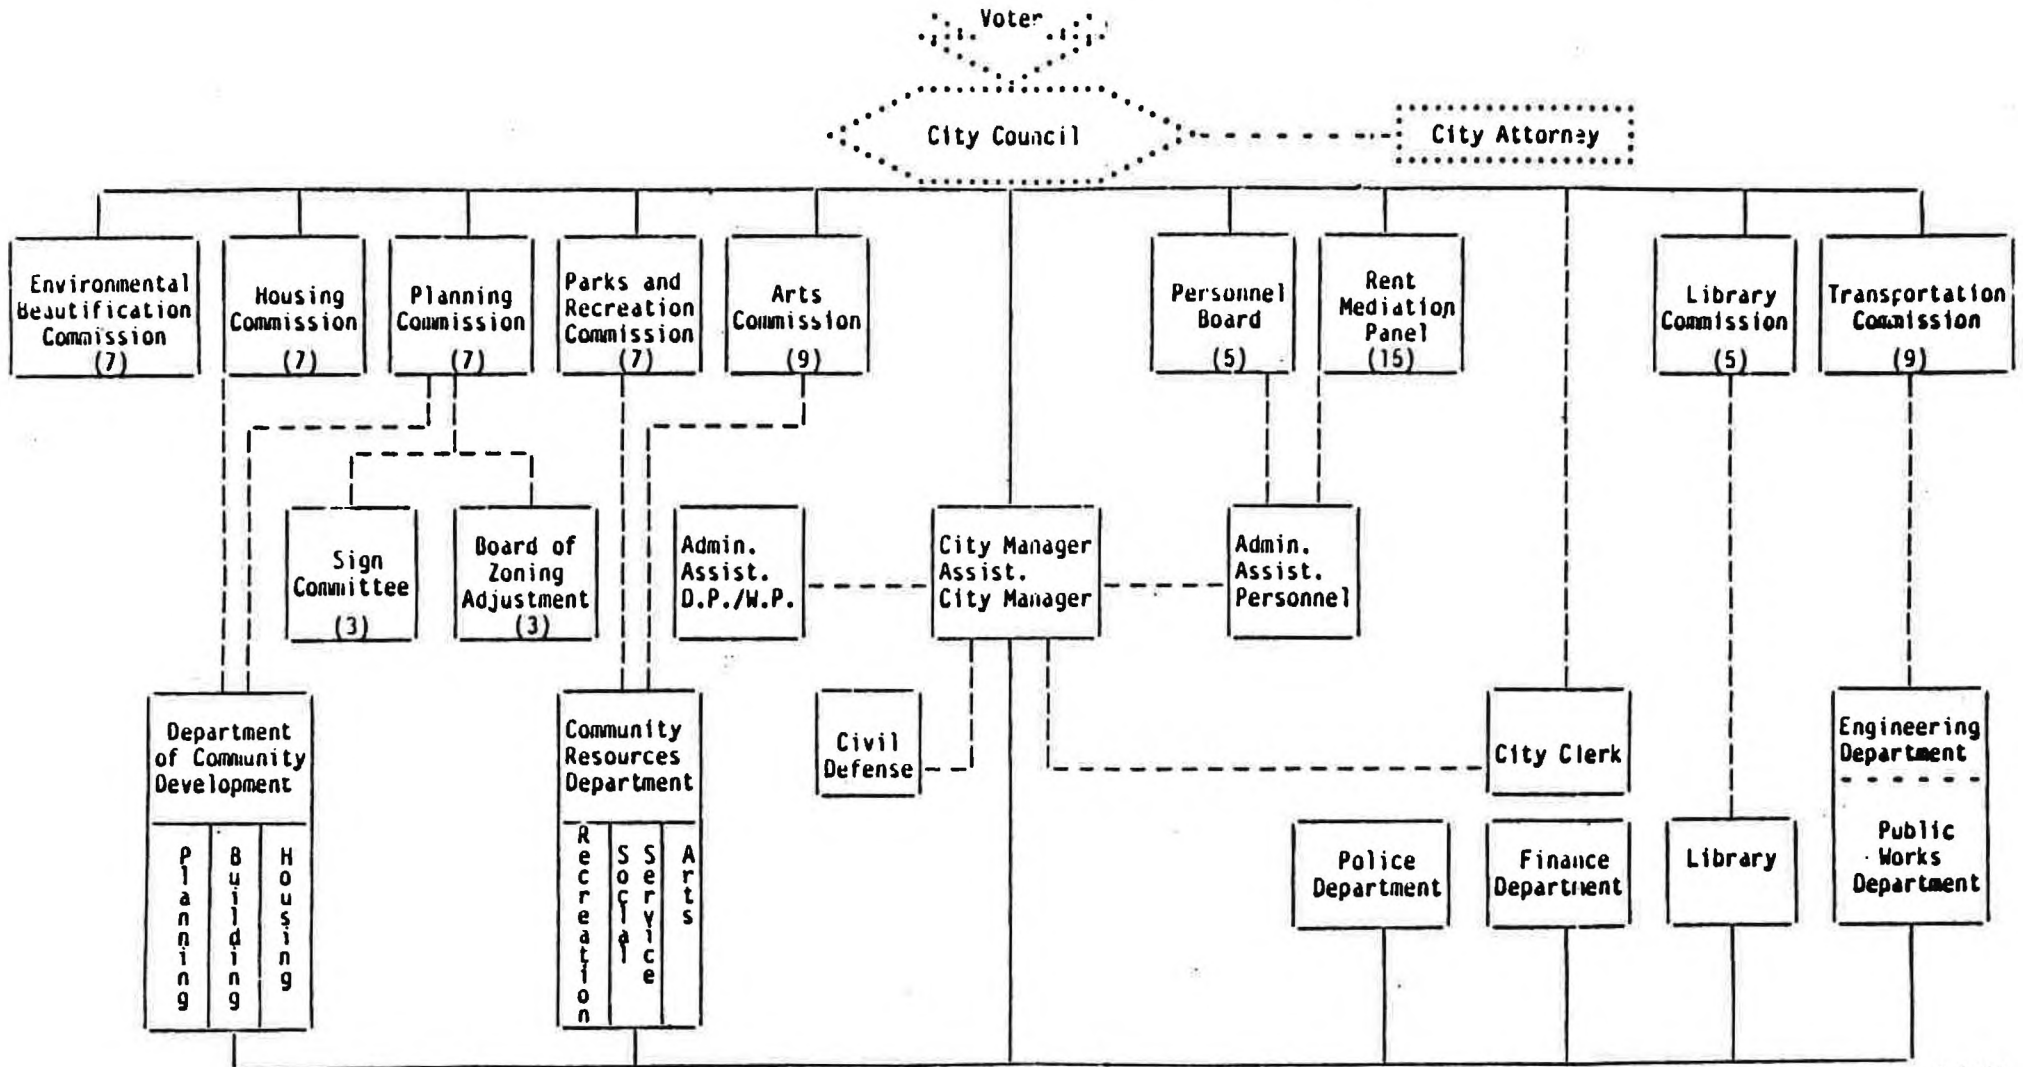 Voter
City Council
City Attorney
Environmental
Beautification
Commission
(7)
Housing
Commission
(7)
Planning
Commission
(7)
Parks and
Recreation
Commission
(7)
Arts
Commission
(9)
Personnel
Board
(5)
Rent
Mediation
Panel
(15)
Library
Commission
(5)
Transportation
Commission
(9)
Sign
Committee
(3)
Board of
Zoning
Adjustment
(3)
Admin.
Assist.
D.P./W.P.
City Manager
Assist.
City Manager
Admin.
Assist.
Personnel
Department
of Community
Development
Planning
Building
Housing
Community
Resources
Department
Recreation
Social
Service
Arts
Civil
Defense
City Clerk
Engineering
Department
Public
Works
Department
Police
Department
Finance
Department
Library